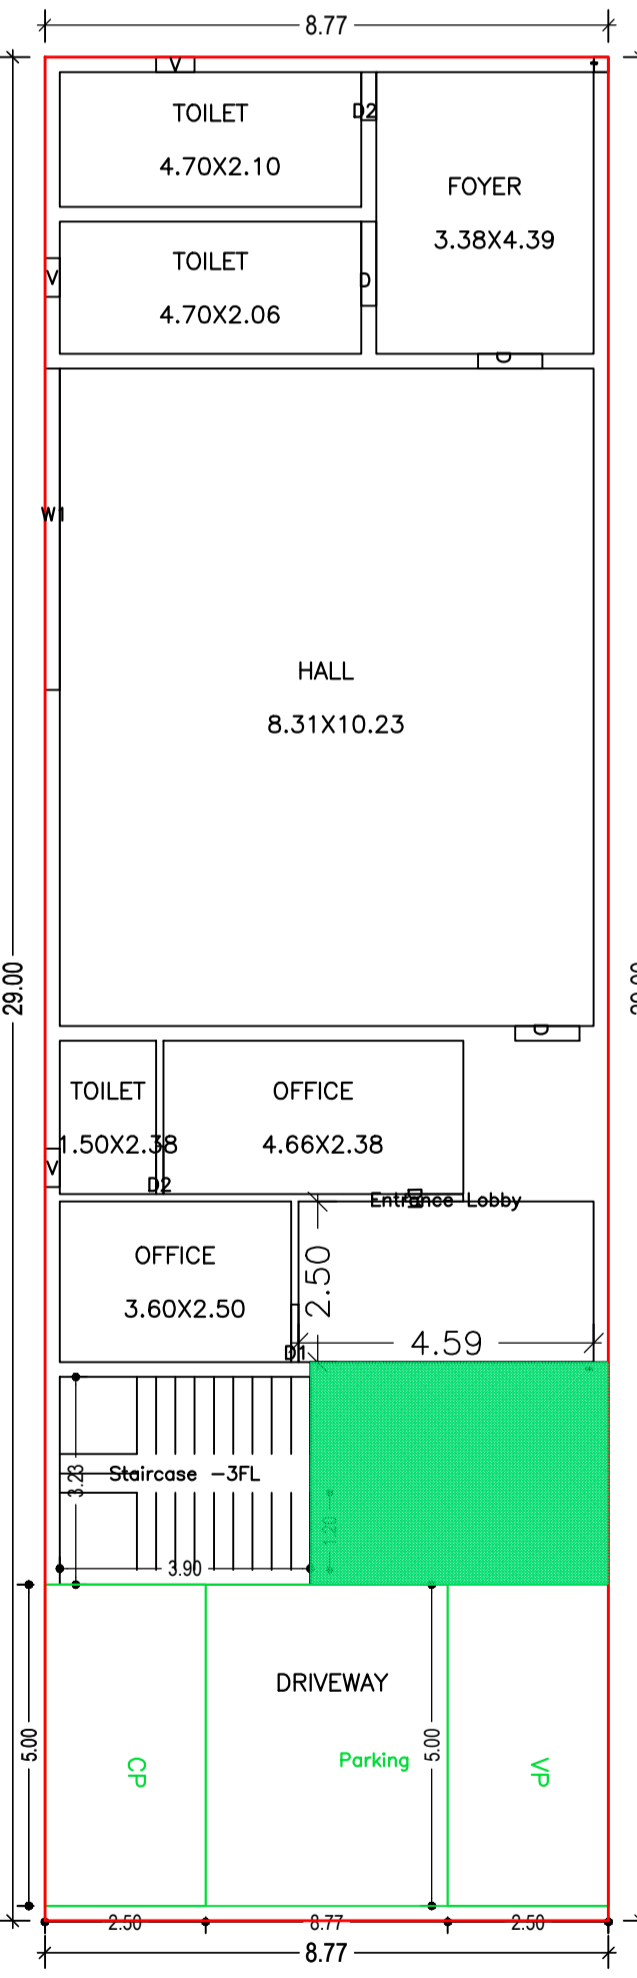 8.77
V
TOILET
4.70X2.10
D2
FOYER
3.38X4.39
TOILET
4.70X2.06
V
D
D
W1
HALL
8.31X10.23
29.00
D
TOILET
1.50X2.38
OFFICE
4.66X2.38
V
D2
Entrance Lobby
OFFICE
3.60X2.50
2.50
4.59
D1
Staircase -3FL
3.23
1.20
3.90
DRIVEWAY
5.00
Parking
5.00
CP
VP
2.50
8.77
2.50
8.77